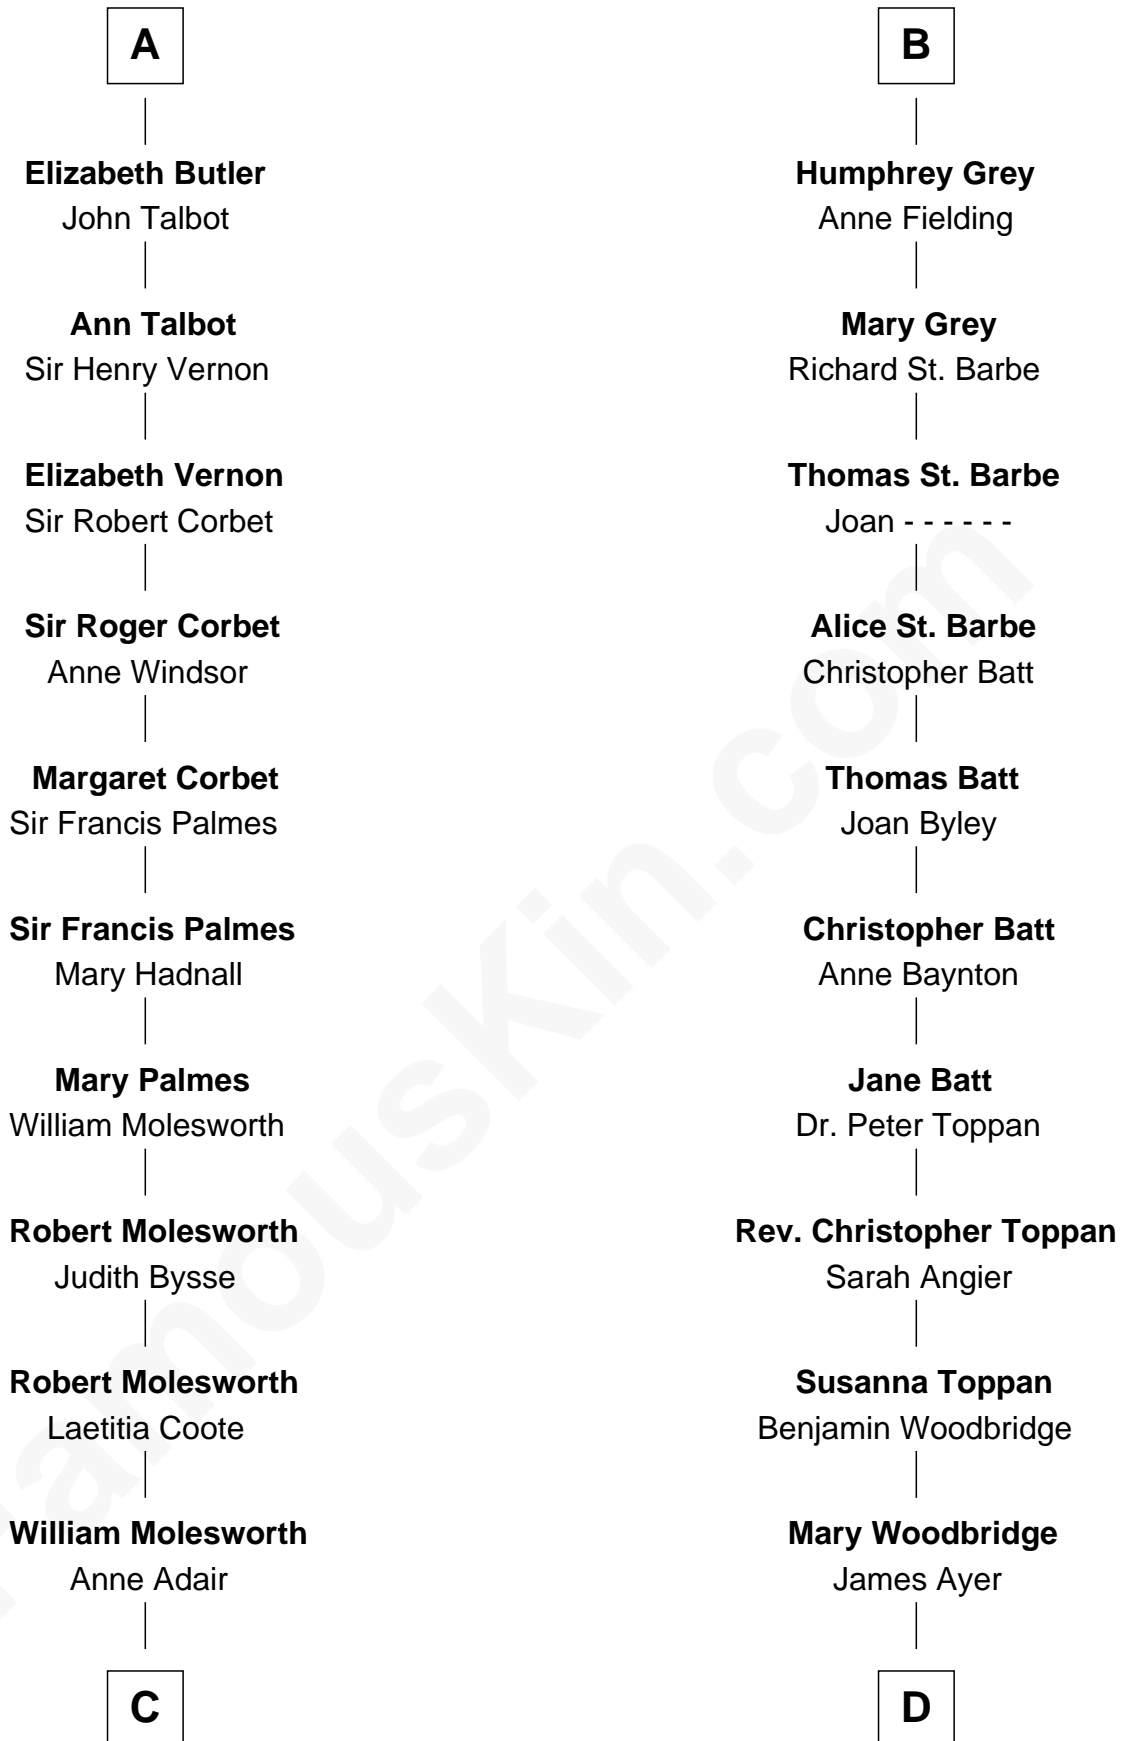 A
Elizabeth Butler
John Talbot
Ann Talbot
Sir Henry Vernon
Elizabeth Vernon
Sir Robert Corbet
Sir Roger Corbet
Anne Windsor
Margaret Corbet
Sir Francis Palmes
Sir Francis Palmes
Mary Hadnall
Mary Palmes
William Molesworth
Robert Molesworth
Judith Bysse
Robert Molesworth
Laetitia Coote
William Molesworth
Anne Adair
C
B
Humphrey Grey
Anne Fielding
Mary Grey
Richard St. Barbe
Thomas St. Barbe
Joan - - - - - -
Alice St. Barbe
Christopher Batt
Thomas Batt
Joan Byley
Christopher Batt
Anne Baynton
Jane Batt
Dr. Peter Toppan
Rev. Christopher Toppan
Sarah Angier
Susanna Toppan
Benjamin Woodbridge
Mary Woodbridge
James Ayer
D
FamousKin.com